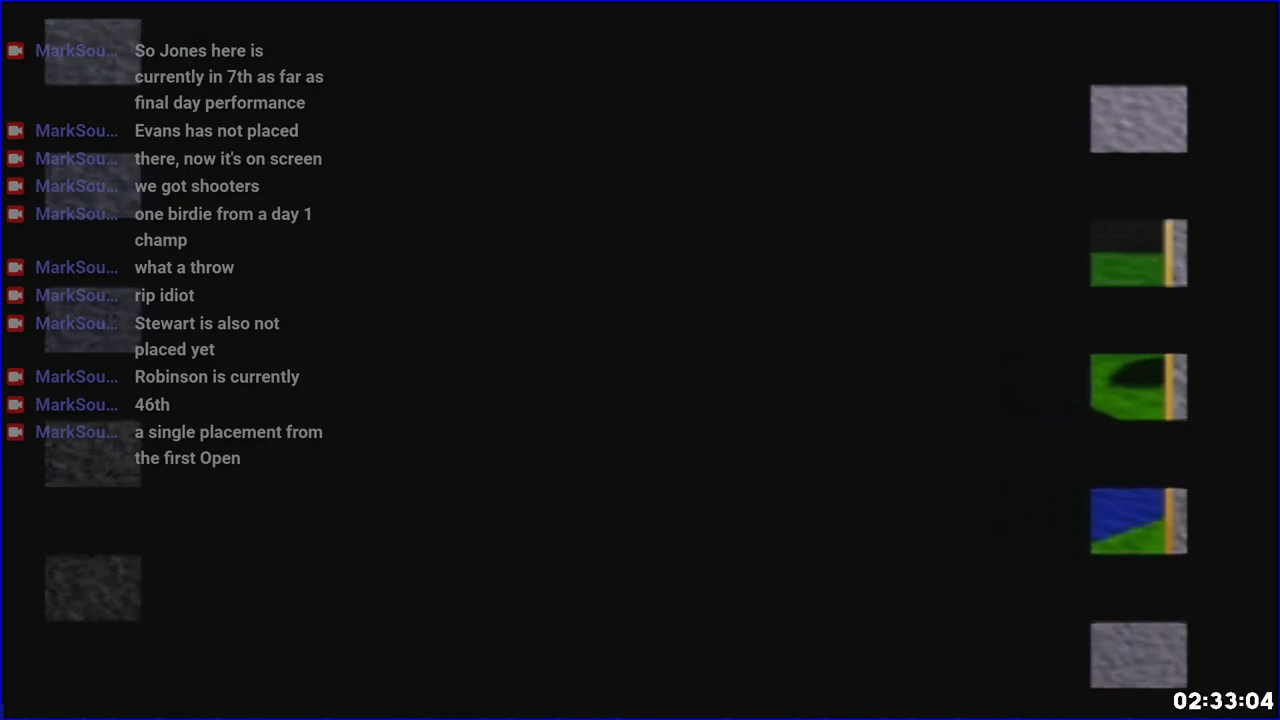 MarkSou… So Jones here is
currently in 7th as far as
final day performance
MarkSou… Evans has not placed
MarkSou… there, now it's on screen
MarkSou… we got shooters
MarkSou… one birdie from a day 1
champ
MarkSou… what a throw
MarkSou… rip idiot
MarkSou… Stewart is also not
placed yet
MarkSou… Robinson is currently
MarkSou… 46th
MarkSou… a single placement from
the first Open
02:33:04